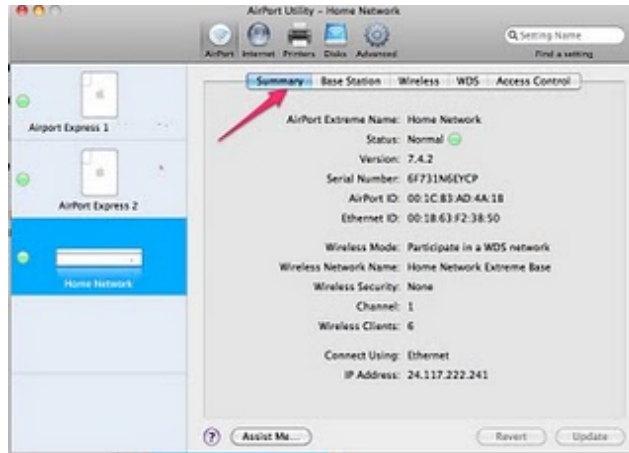 AirPort Utility – Home Network
AirPort Internet Printers Disks Advanced
Setting Name
Find a setting
Summary Base Station Wireless WDS Access Control
Airport Express 1
AirPort Express 2
Home Network
AirPort Extreme Name: Home Network
Status: Normal
Version: 7.4.2
Serial Number: 6F731N6EYCP
AirPort ID: 00:1C:B3:AD:4A:18
Ethernet ID: 00:18:63:F2:38:50
Wireless Mode: Participate in a WDS network
Wireless Network Name: Home Network Extreme Base
Wireless Security: None
Channel: 1
Wireless Clients: 6
Connect Using: Ethernet
IP Address: 24.117.222.241
? Assist Me... Revert Update